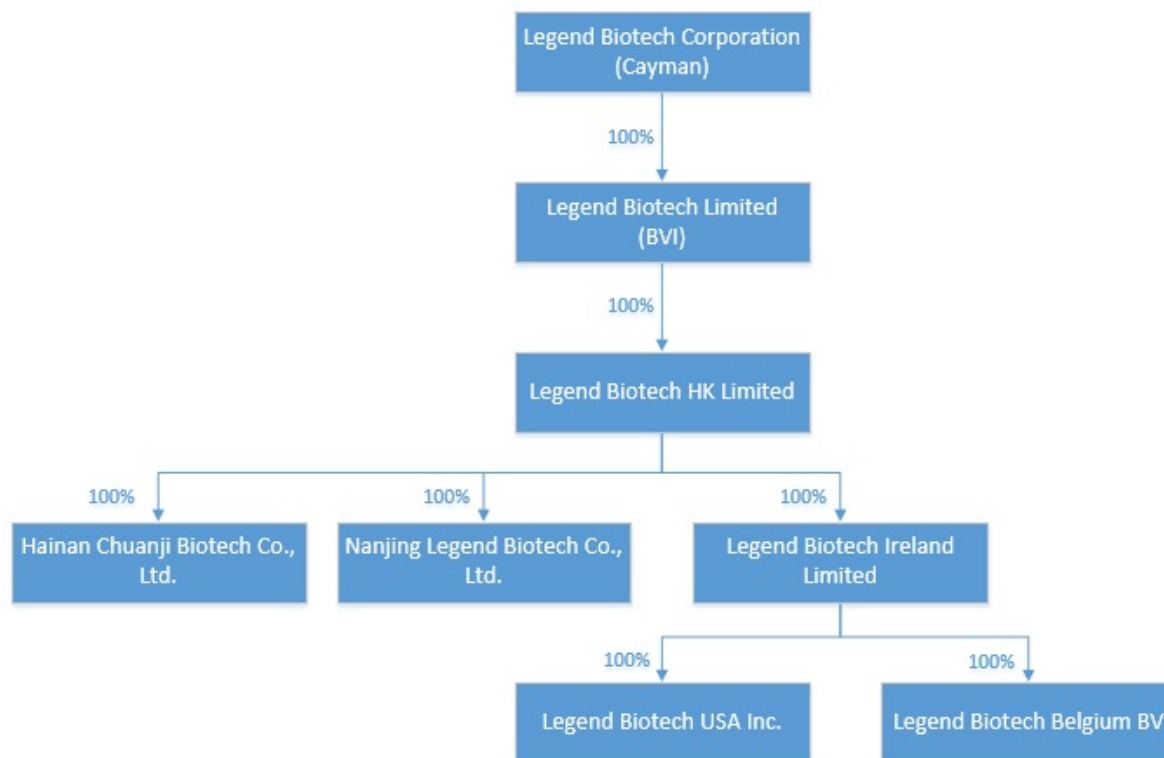 Legend Biotech Corporation
(Cayman)
100%
Legend Biotech Limited
(BVI)
100%
Legend Biotech HK Limited
100%
100%
100%
Hainan Chuanji Biotech Co.,
Ltd.
Nanjing Legend Biotech Co.,
Ltd.
Legend Biotech Ireland
Limited
100%
100%
Legend Biotech USA Inc.
Legend Biotech Belgium BV